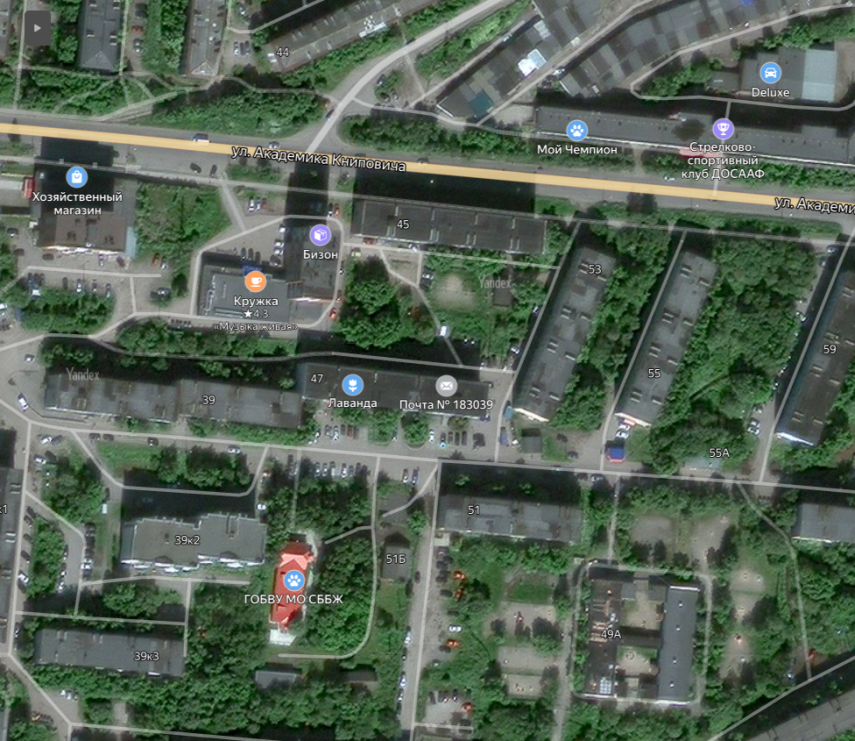 44
Deluxe
ул. Академика Книповича
Мой Чемпион
Стрелково-
спортивный
клуб ДОСААФ
Хозяйственный
магазин
ул. Академи
45
Бизон
53
Yandex
Кружка
★4.3
«Музыка живая»
59
55
Yandex
47
39
Лаванда
Почта № 183039
55А
к1
51
39к2
51Б
ГОБВУ МО СББЖ
49А
39к3